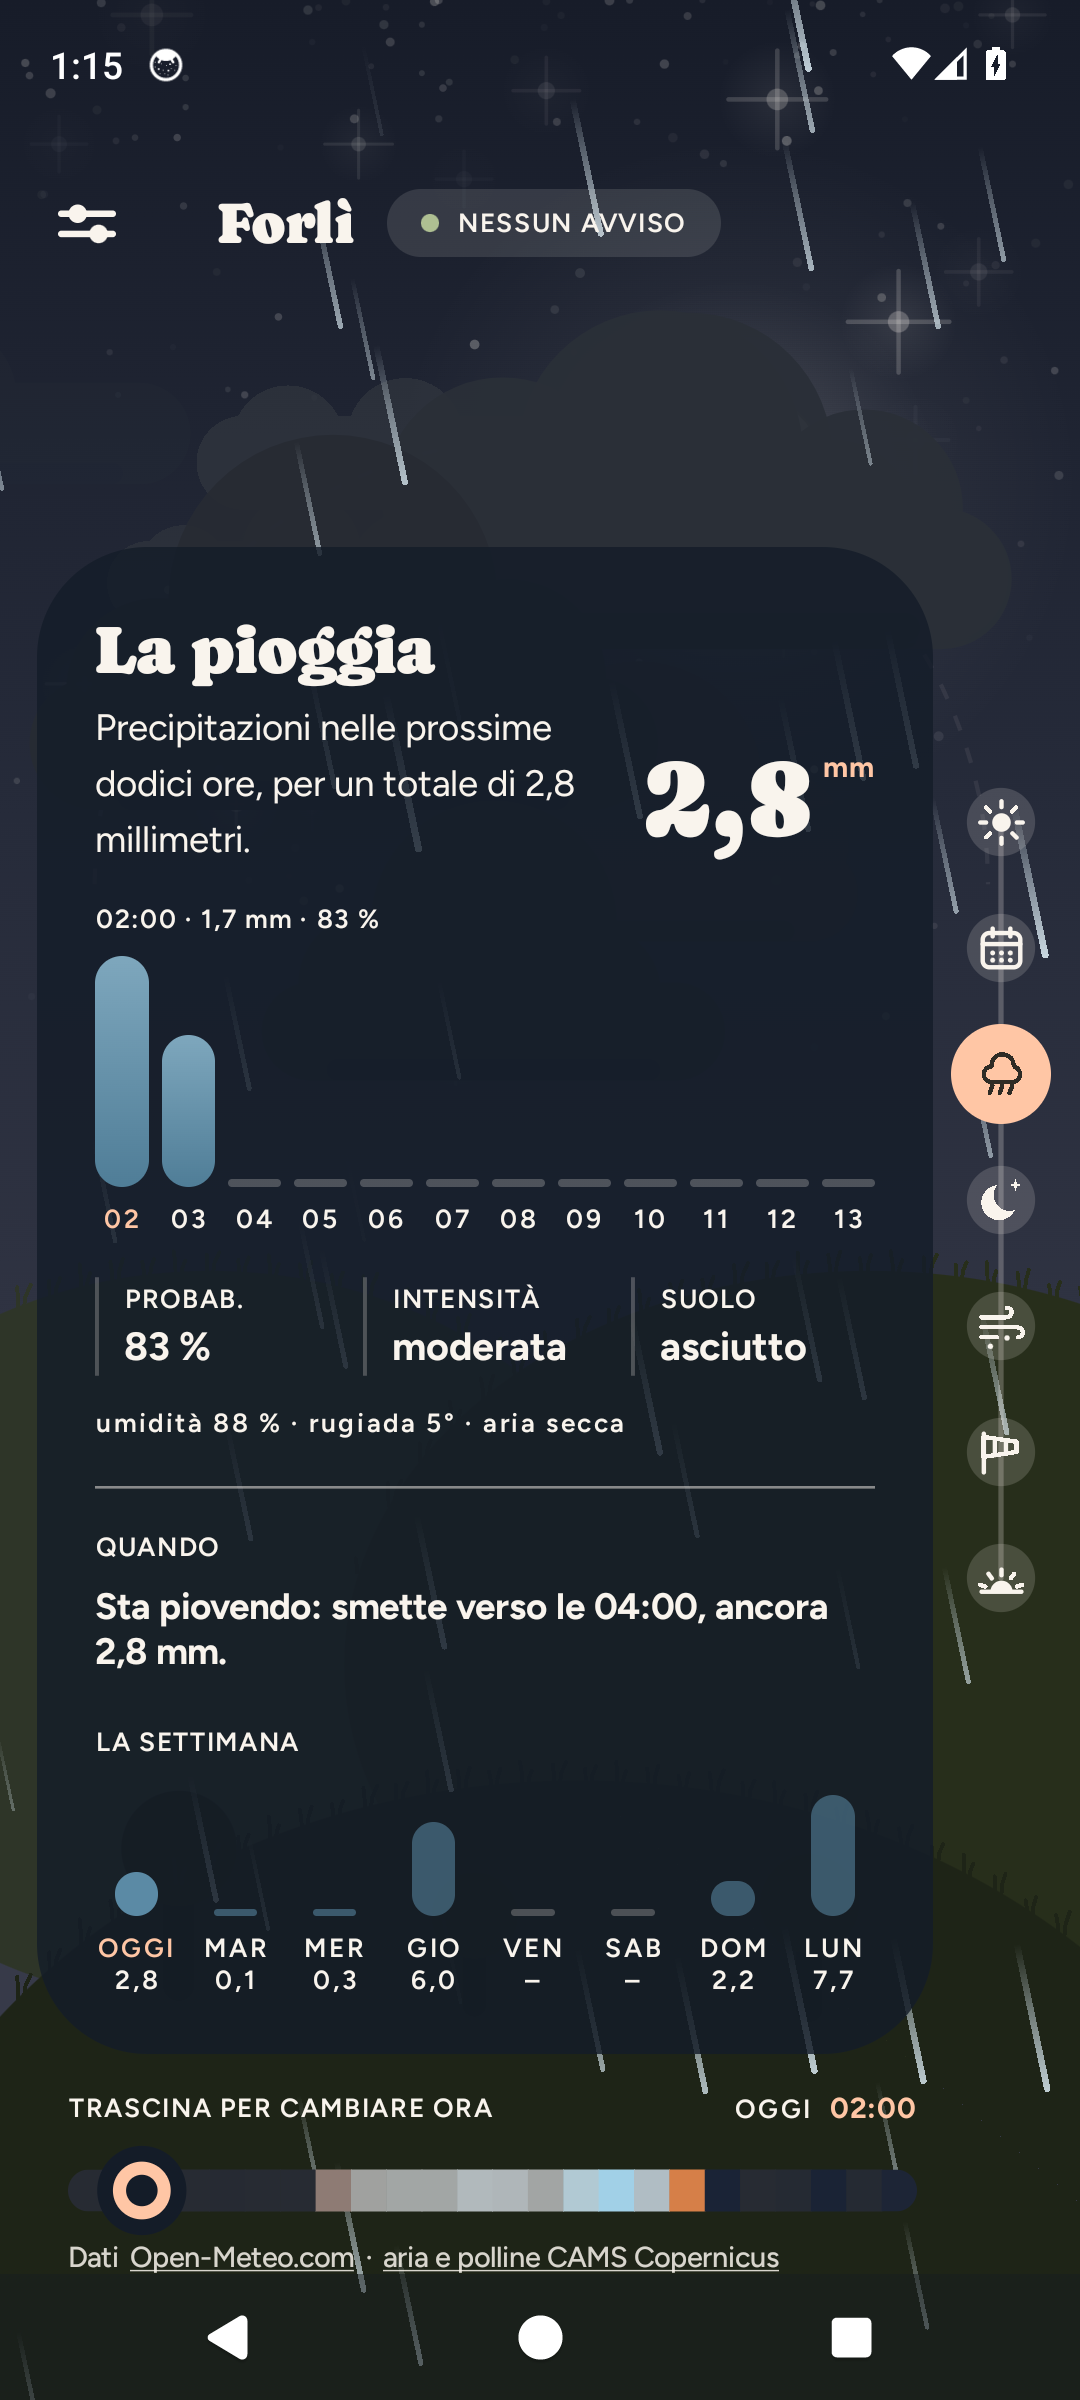 1:15
Forlì
NESSUN AVVISO
La pioggia
Precipitazioni nelle prossime
dodici ore, per un totale di 2,8
millimetri.
2,8 mm
02:00 · 1,7 mm · 83 %
02 03 04 05 06 07 08 09 10 11 12 13
PROBAB. INTENSITÀ SUOLO
83 % moderata asciutto
umidità 88 % · rugiada 5° · aria secca
QUANDO
Sta piovendo: smette verso le 04:00, ancora
2,8 mm.
LA SETTIMANA
OGGI MAR MER GIO VEN SAB DOM LUN
2,8 0,1 0,3 6,0 – – 2,2 7,7
TRASCINA PER CAMBIARE ORA OGGI 02:00
Dati Open-Meteo.com · aria e polline CAMS Copernicus